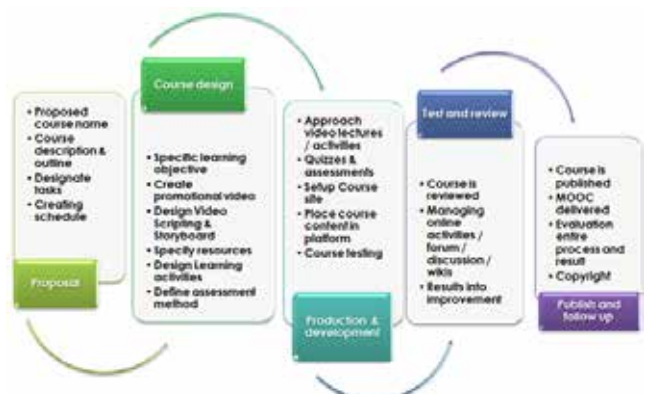 • Proposed
course name
• Course
description &
outline
• Designate
tasks
• Creating
schedule
Proposal
Course design
• Specific learning
objective
• Create
promotional video
• Design Video
Scripting &
Storyboard
• Specify resources
• Design Learning
activities
• Define assessment
method
• Approach
video lectures
/ activities
• Quizzes &
assessments
• Setup Course
site
• Place course
content in
platform
• Course testing
Production &
development
Test and review
• Course is
reviewed
• Managing
online
activities /
forum /
discussion /
wikis
• Results into
improvement
• Course is
published
• MOOC
delivered
• Evaluation
entire
process and
result
• Copyright
Publish and
follow up